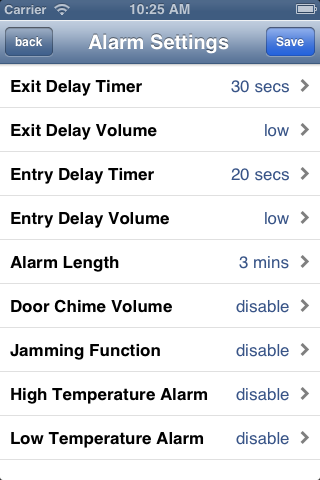 Carrier 10:25 AM
back Alarm Settings Save
Exit Delay Timer 30 secs
Exit Delay Volume low
Entry Delay Timer 20 secs
Entry Delay Volume low
Alarm Length 3 mins
Door Chime Volume disable
Jamming Function disable
High Temperature Alarm disable
Low Temperature Alarm disable